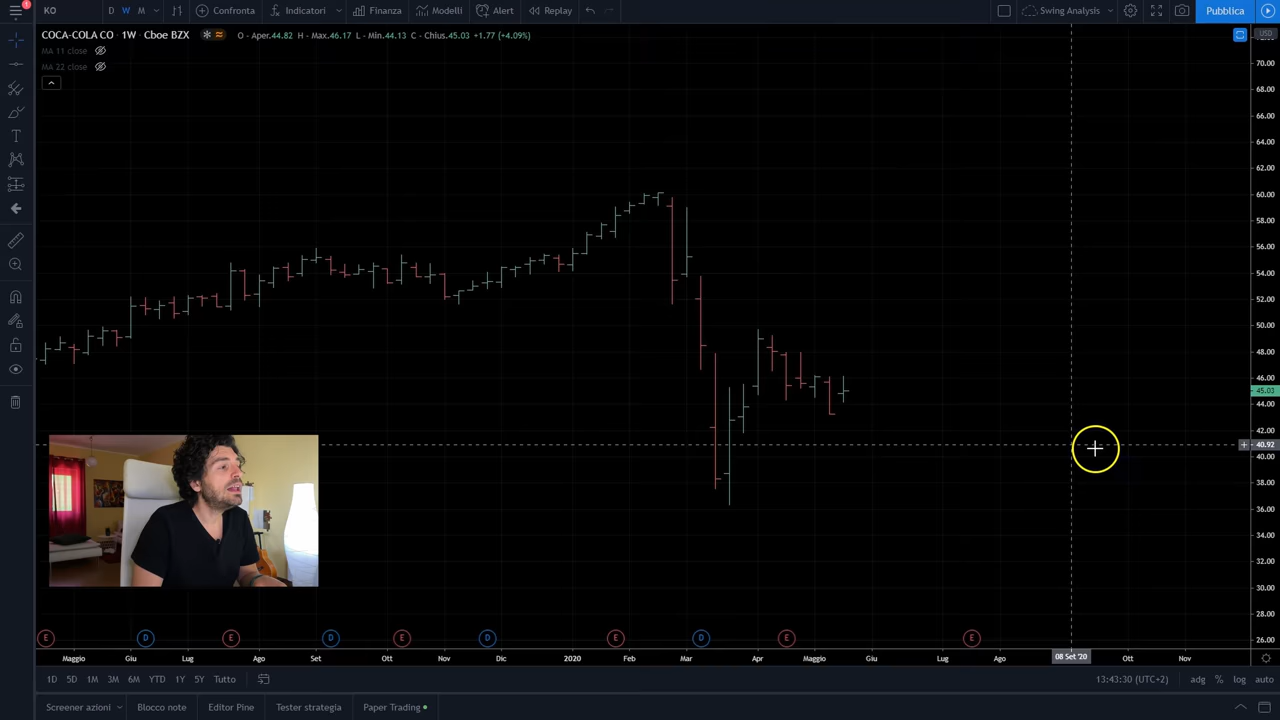 KO D W M Confronta Indicatori Finanza Modelli Alert Replay Swing Analysis Pubblica
COCA-COLA CO 1W Cboe BZX O - Aper.44.82 H - Max.46.17 L - Min.44.13 C - Chius.45.03 +1.77 (+4.09%)
USD
MA 11 close
MA 22 close
70.00
68.00
66.00
64.00
62.00
60.00
58.00
56.00
54.00
52.00
50.00
48.00
46.00
45.03
44.00
42.00
40.92
40.00
38.00
36.00
34.00
32.00
30.00
28.00
26.00
E D E D E D E D E E
Maggio Giu Lug Ago Set Ott Nov Dic 2020 Feb Mar Apr Maggio Giu Lug Ago 08 Set '20 Ott Nov
1D 5D 1M 3M 6M YTD 1Y 5Y Tutto 13:43:30 (UTC+2) adg % log auto
Screener azioni Blocco note Editor Pine Tester strategia Paper Trading